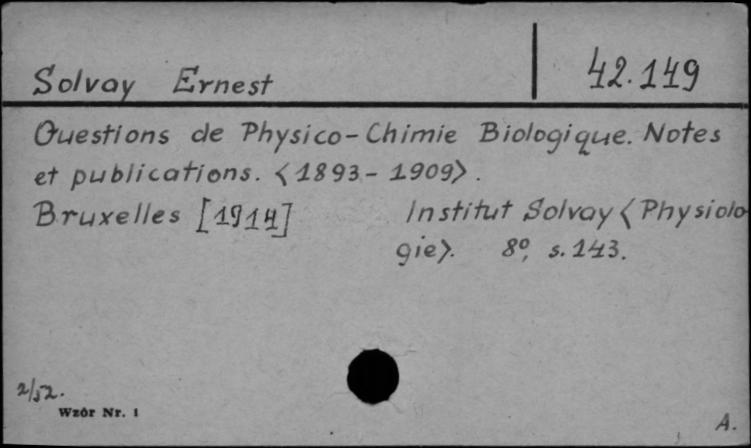 Solvay Ernest
42.149
Questions de Physico-Chimie Biologique. Notes
et publications. <1893-1909>.
Bruxelles [1914] Institut Solvay <Physiolo-
gie>. 8º, s. 143.
2/52.
Wzór Nr. 1
A.